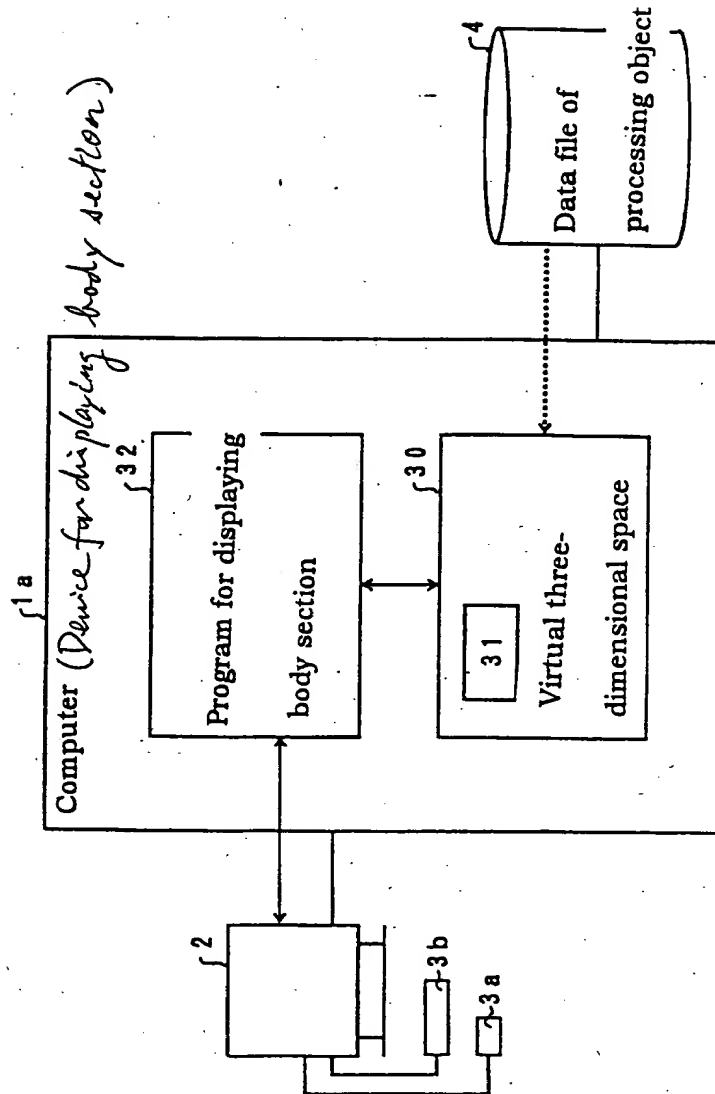 1a
Computer (Device for displaying body section)
32
Program for displaying
body section
30
31
Virtual three-
dimensional space
4
Data file of
processing object
2
3b
3a